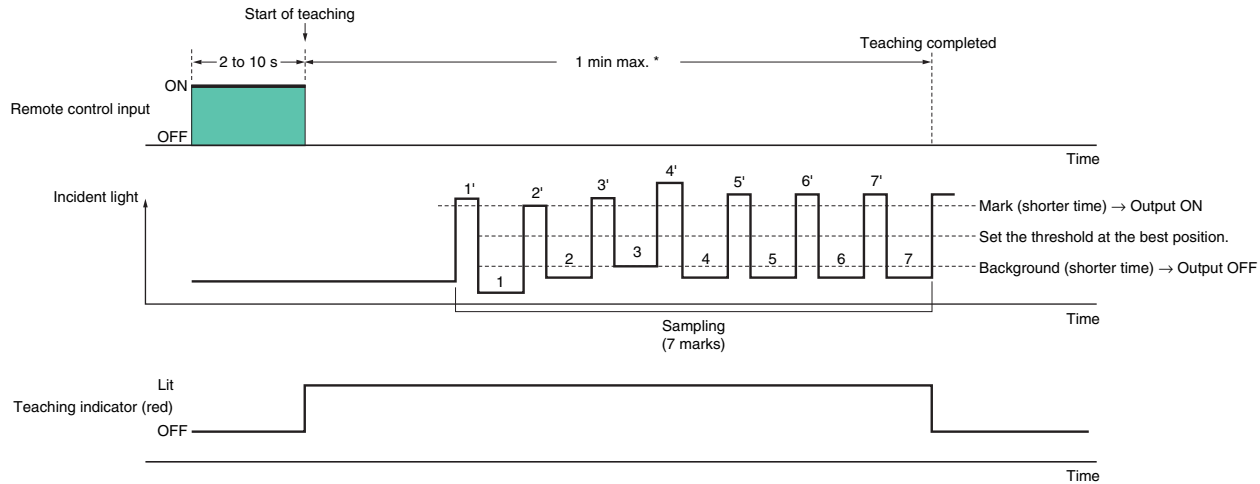 Start of teaching
Teaching completed
2 to 10 s
1 min max. *
ON
Remote control input
OFF
Time
Incident light
1' 2' 3' 4' 5' 6' 7'
Mark (shorter time) → Output ON
Set the threshold at the best position.
1 2 3 4 5 6 7
Background (shorter time) → Output OFF
Time
Sampling
(7 marks)
Lit
Teaching indicator (red)
OFF
Time